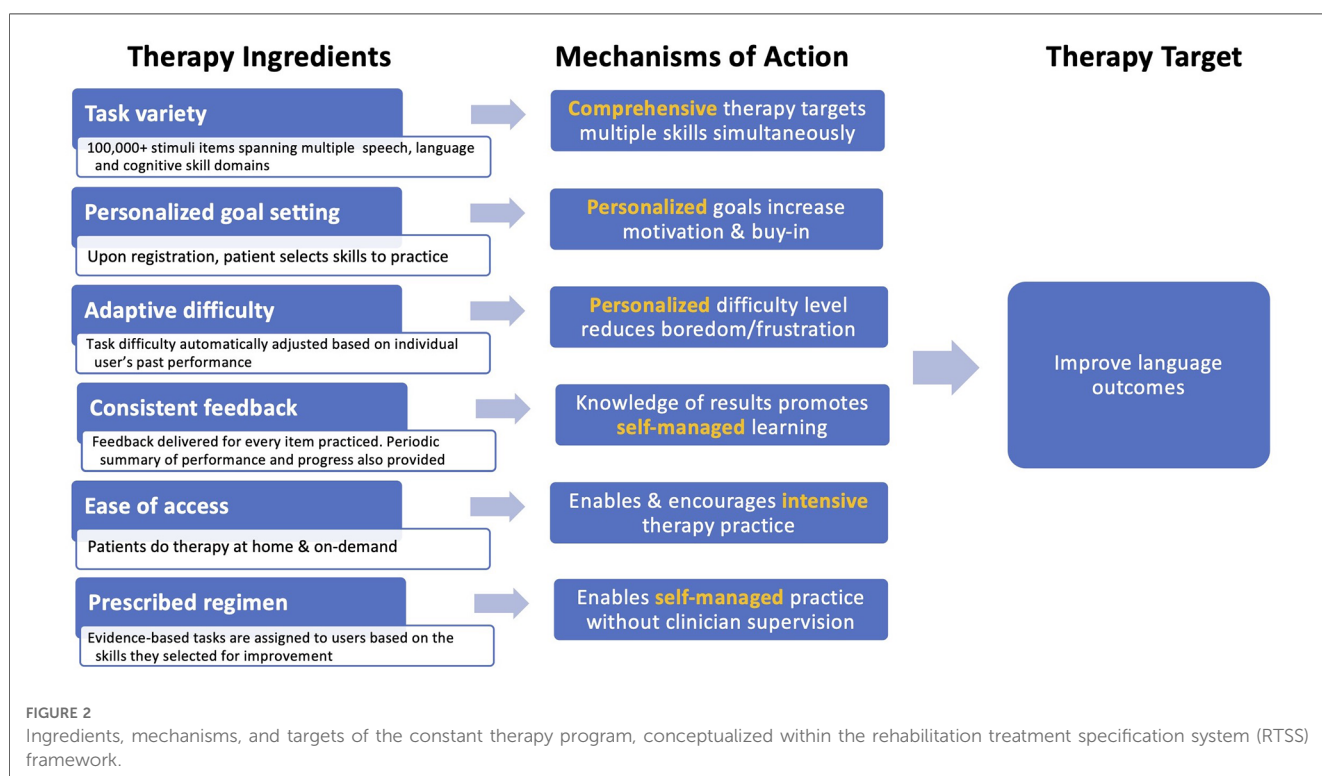 Therapy Ingredients
Mechanisms of Action
Therapy Target
Task variety
100,000+ stimuli items spanning multiple speech, language
and cognitive skill domains
Comprehensive therapy targets
multiple skills simultaneously
Personalized goal setting
Upon registration, patient selects skills to practice
Personalized goals increase
motivation & buy-in
Adaptive difficulty
Task difficulty automatically adjusted based on individual
user's past performance
Personalized difficulty level
reduces boredom/frustration
Consistent feedback
Feedback delivered for every item practiced. Periodic
summary of performance and progress also provided
Knowledge of results promotes
self-managed learning
Ease of access
Patients do therapy at home & on-demand
Enables & encourages intensive
therapy practice
Prescribed regimen
Evidence-based tasks are assigned to users based on the
skills they selected for improvement
Enables self-managed practice
without clinician supervision
Improve language
outcomes
FIGURE 2
Ingredients, mechanisms, and targets of the constant therapy program, conceptualized within the rehabilitation treatment specification system (RTSS)
framework.